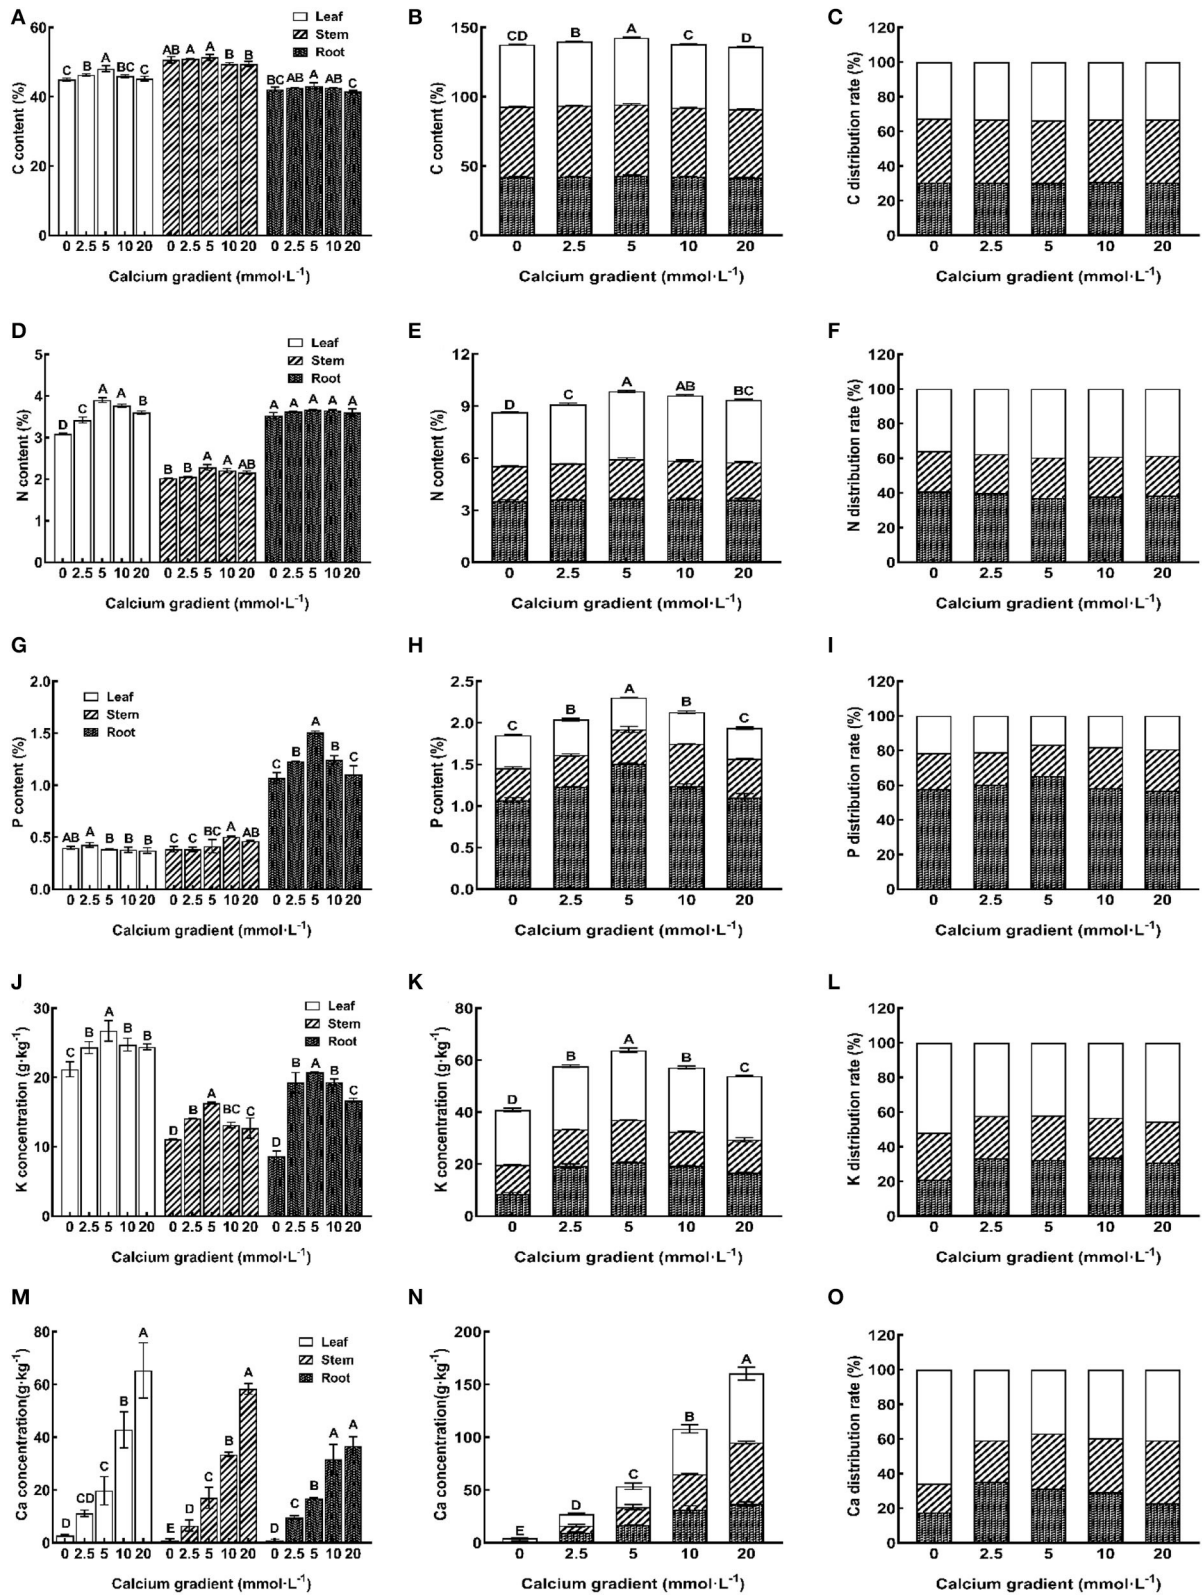 A
C content (%)
60
40
20
0
Leaf
Stem
Root
C B A BC C AB A A B B BC AB A AB C
0 2.5 5 10 20 0 2.5 5 10 20 0 2.5 5 10 20
Calcium gradient (mmol·L-1)
B
C content (%)
150
100
50
0
CD B A C D
0 2.5 5 10 20
Calcium gradient (mmol·L-1)
C
C distribution rate (%)
120
100
80
60
40
20
0
0 2.5 5 10 20
Calcium gradient (mmol·L-1)
D
N content (%)
5
4
3
2
1
0
Leaf
Stem
Root
D C A A B B B A A AB A A A A A
0 2.5 5 10 20 0 2.5 5 10 20 0 2.5 5 10 20
Calcium gradient (mmol·L-1)
E
N content (%)
12
9
6
3
0
D C A AB BC
0 2.5 5 10 20
Calcium gradient (mmol·L-1)
F
N distribution rate (%)
120
100
80
60
40
20
0
0 2.5 5 10 20
Calcium gradient (mmol·L-1)
G
P content (%)
2.0
1.5
1.0
0.5
0.0
Leaf
Stem
Root
AB A B B B C C BC A AB C B A B C
0 2.5 5 10 20 0 2.5 5 10 20 0 2.5 5 10 20
Calcium gradient (mmol·L-1)
H
P content (%)
2.5
2.0
1.5
1.0
0.5
0.0
C B A B C
0 2.5 5 10 20
Calcium gradient (mmol·L-1)
I
P distribution rate (%)
120
100
80
60
40
20
0
0 2.5 5 10 20
Calcium gradient (mmol·L-1)
J
K concentration (g·kg-1)
30
20
10
0
Leaf
Stem
Root
C B A B B D B A BC C D B A B C
0 2.5 5 10 20 0 2.5 5 10 20 0 2.5 5 10 20
Calcium gradient (mmol·L-1)
K
K concentration (g·kg-1)
80
60
40
20
0
D B A B C
0 2.5 5 10 20
Calcium gradient (mmol·L-1)
L
K distribution rate (%)
120
100
80
60
40
20
0
0 2.5 5 10 20
Calcium gradient (mmol·L-1)
M
Ca concentration(g·kg-1)
80
60
40
20
0
Leaf
Stem
Root
D CD C B A E D C B A D C B A A
0 2.5 5 10 20 0 2.5 5 10 20 0 2.5 5 10 20
Calcium gradient (mmol·L-1)
N
Ca concentration(g·kg-1)
200
150
100
50
0
E D C B A
0 2.5 5 10 20
Calcium gradient (mmol·L-1)
O
Ca distribution rate (%)
120
100
80
60
40
20
0
0 2.5 5 10 20
Calcium gradient (mmol·L-1)